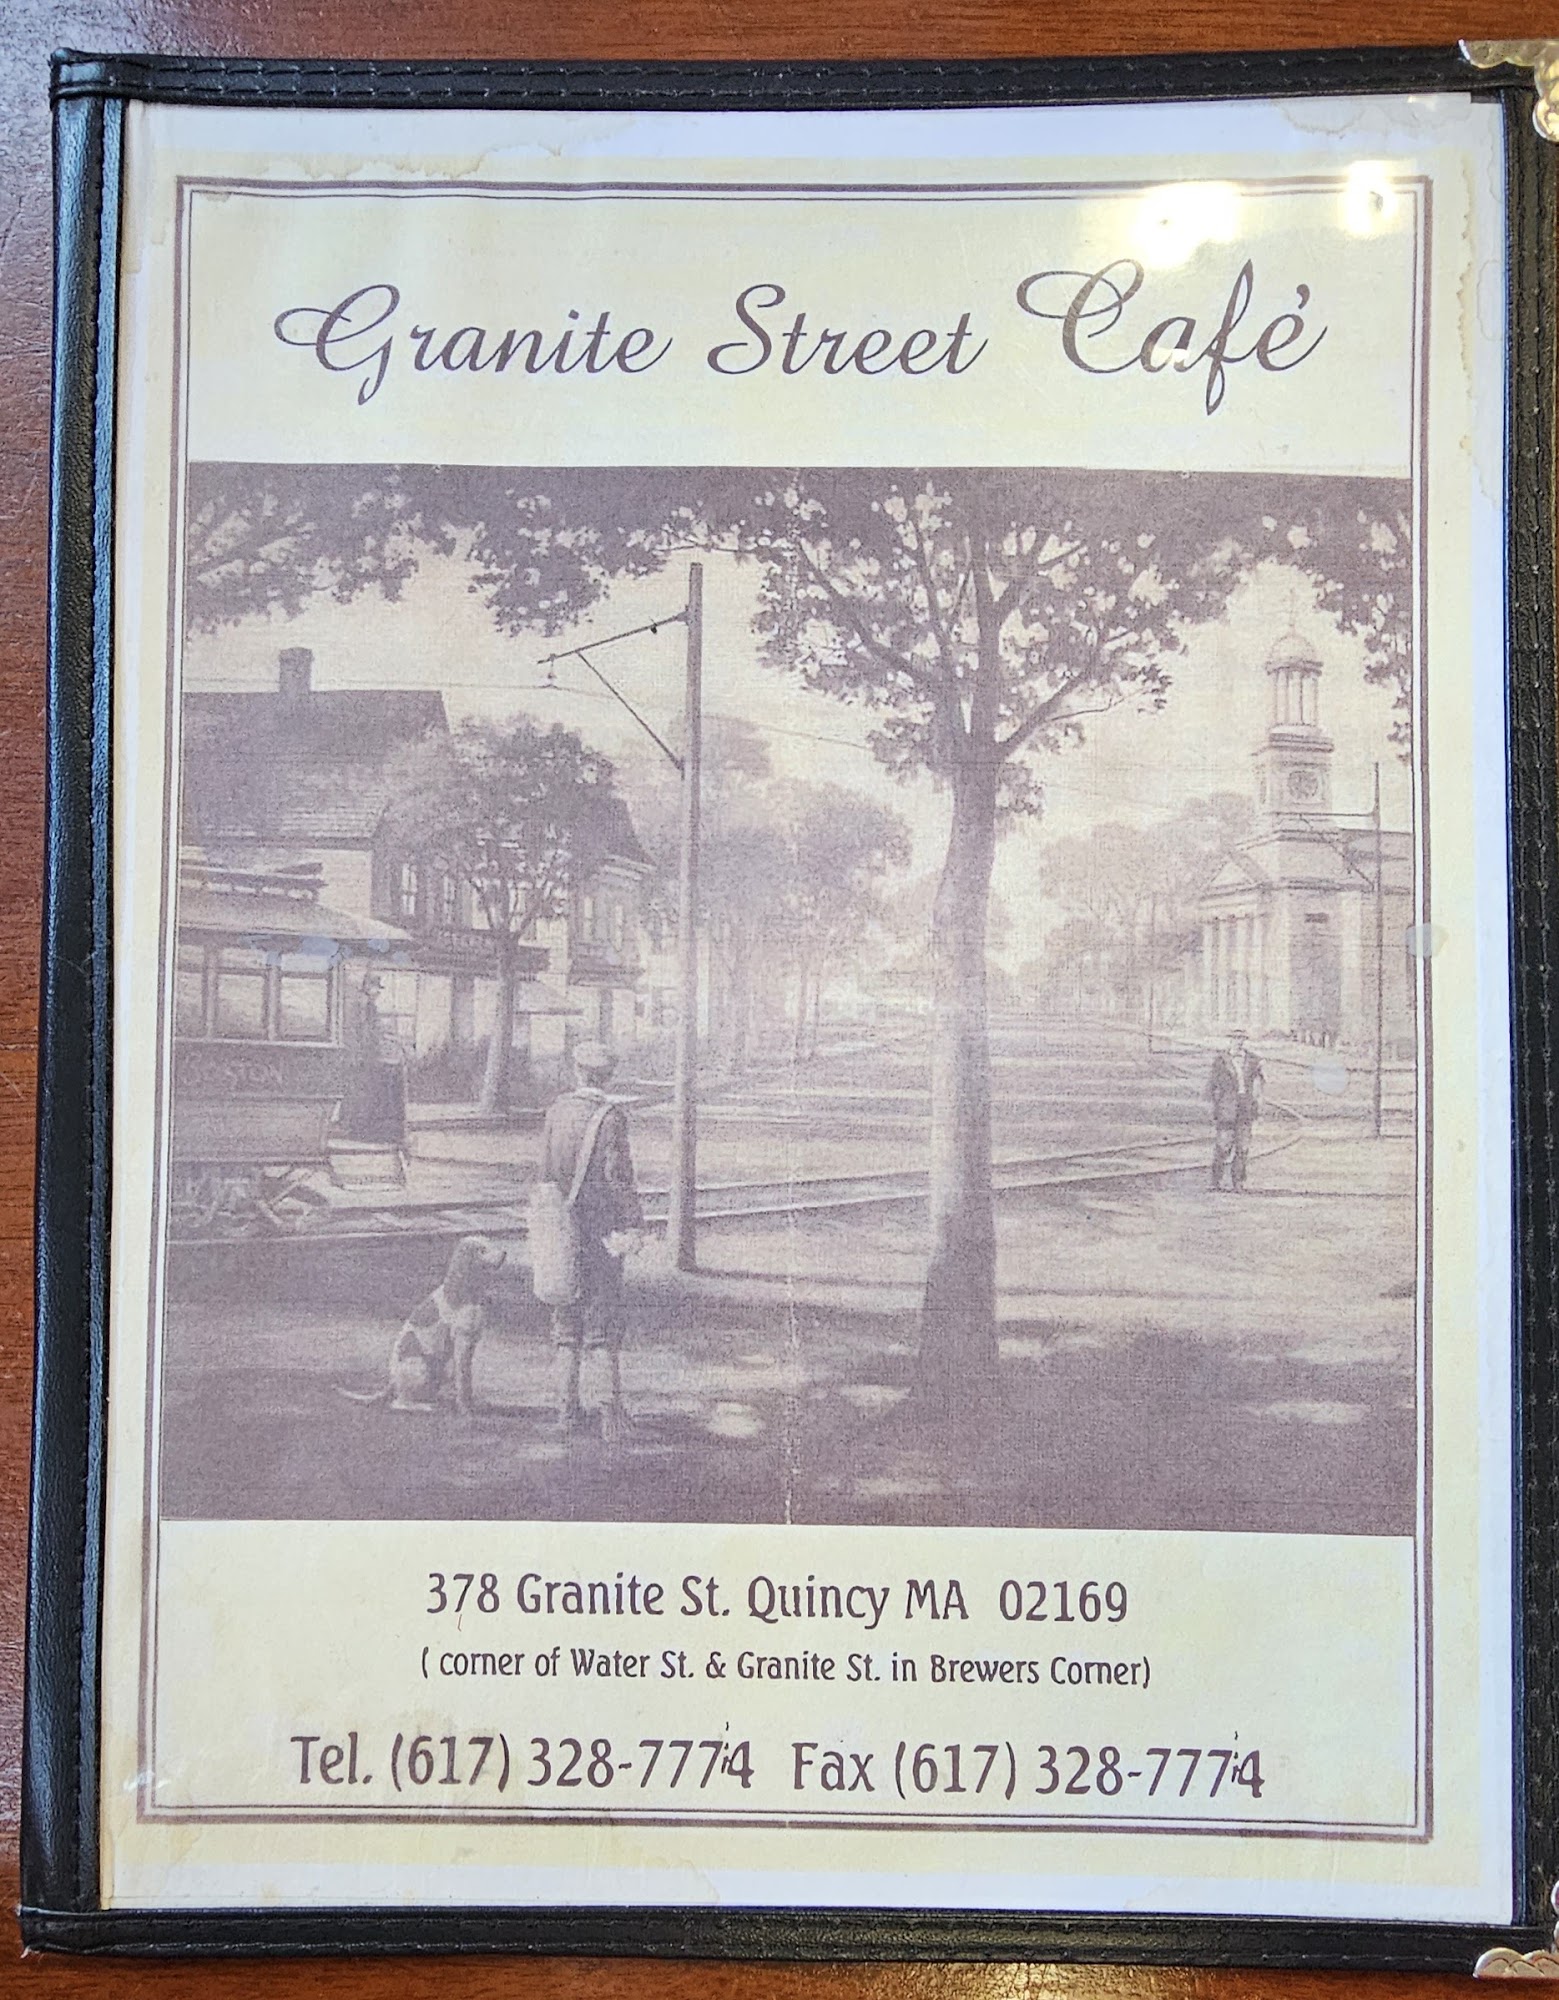 Granite Street Café
BOSTON
378 Granite St. Quincy MA 02169
( corner of Water St. & Granite St. in Brewers Corner)
Tel. (617) 328-7774 Fax (617) 328-7774